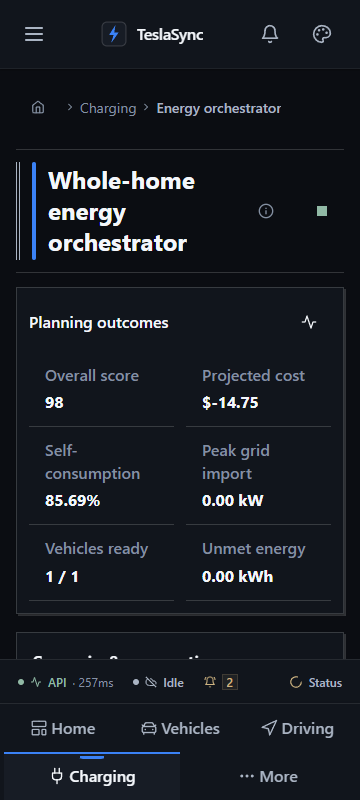 TeslaSync
Charging
Energy orchestrator
Whole-home
energy
orchestrator
Planning outcomes
Overall score
98
Projected cost
$-14.75
Self-
consumption
85.69%
Peak grid
import
0.00 kW
Vehicles ready
1 / 1
Unmet energy
0.00 kWh
API · 257ms
Idle
2
Status
Home
Vehicles
Driving
Charging
More